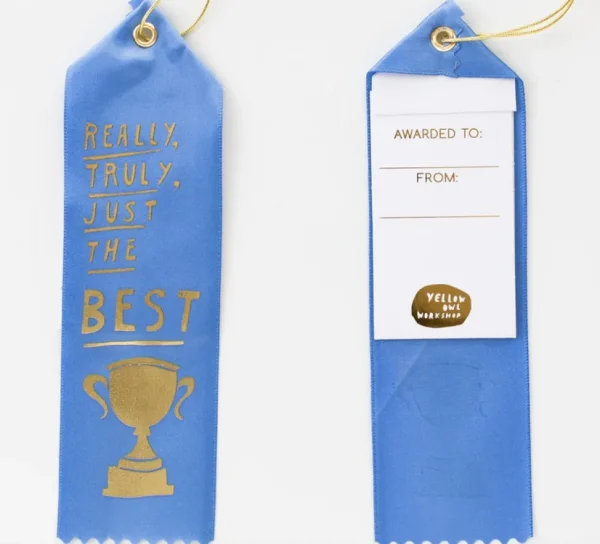 REALLY,
TRULY,
JUST
THE
BEST
AWARDED TO:
FROM:
YELLOW
OWL
WORKSHOP